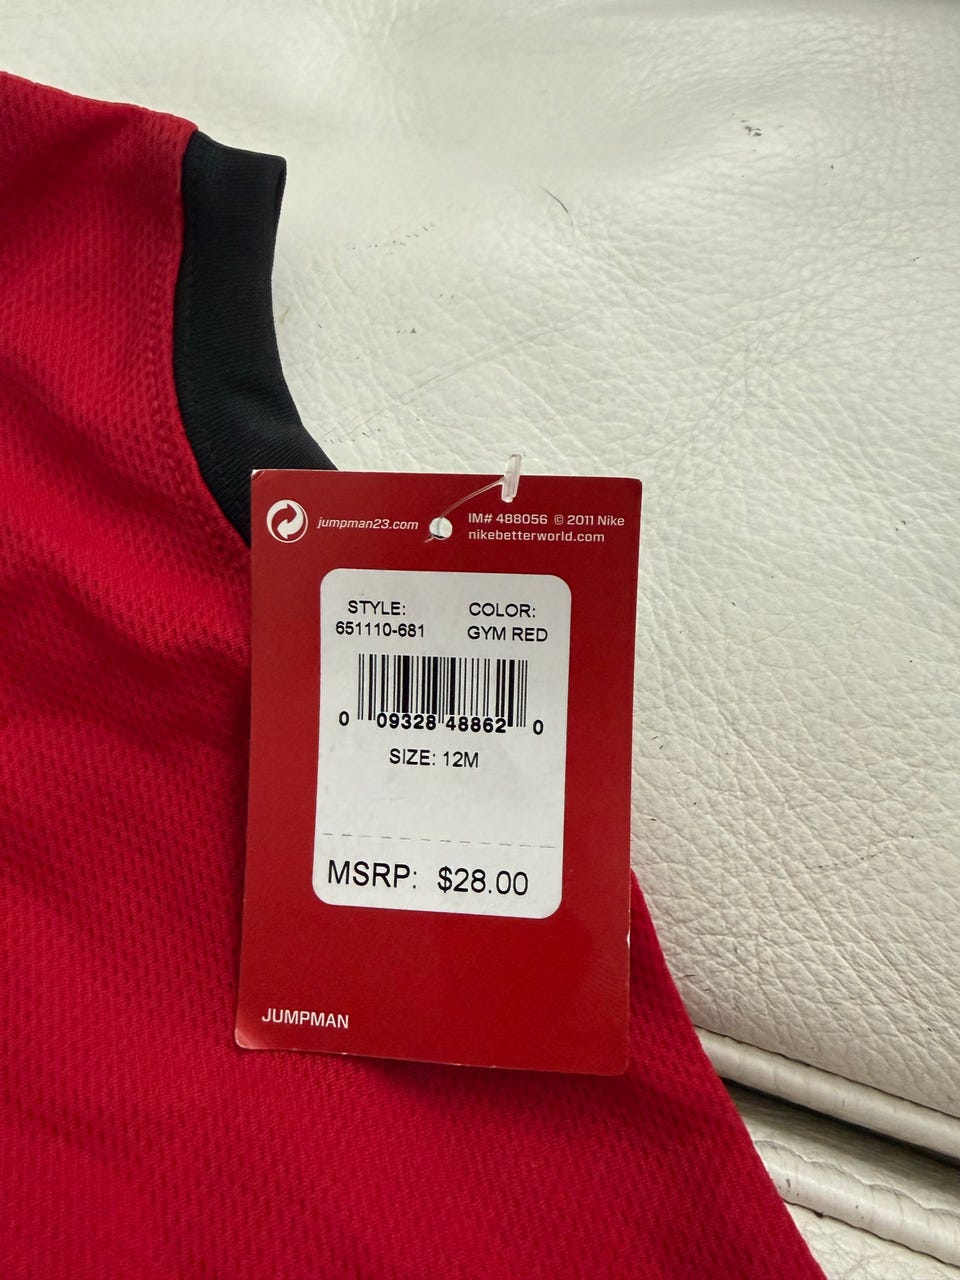 jumpman23.com
IM# 488056 © 2011 Nike
nikebetterworld.com
STYLE:
651110-681
COLOR:
GYM RED
0 09328 48862 0
SIZE: 12M
MSRP: $28.00
JUMPMAN